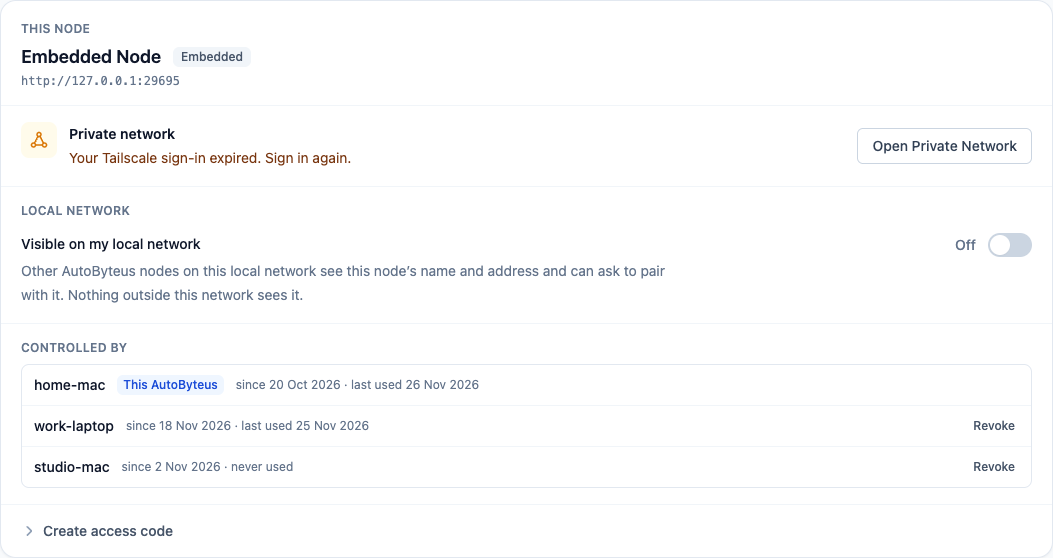 THIS NODE
Embedded Node Embedded
http://127.0.0.1:29695
Private network
Your Tailscale sign-in expired. Sign in again.
Open Private Network
LOCAL NETWORK
Visible on my local network
Off
Other AutoByteus nodes on this local network see this node’s name and address and can ask to pair
with it. Nothing outside this network sees it.
CONTROLLED BY
home-mac This AutoByteus since 20 Oct 2026 · last used 26 Nov 2026
work-laptop since 18 Nov 2026 · last used 25 Nov 2026 Revoke
studio-mac since 2 Nov 2026 · never used Revoke
Create access code